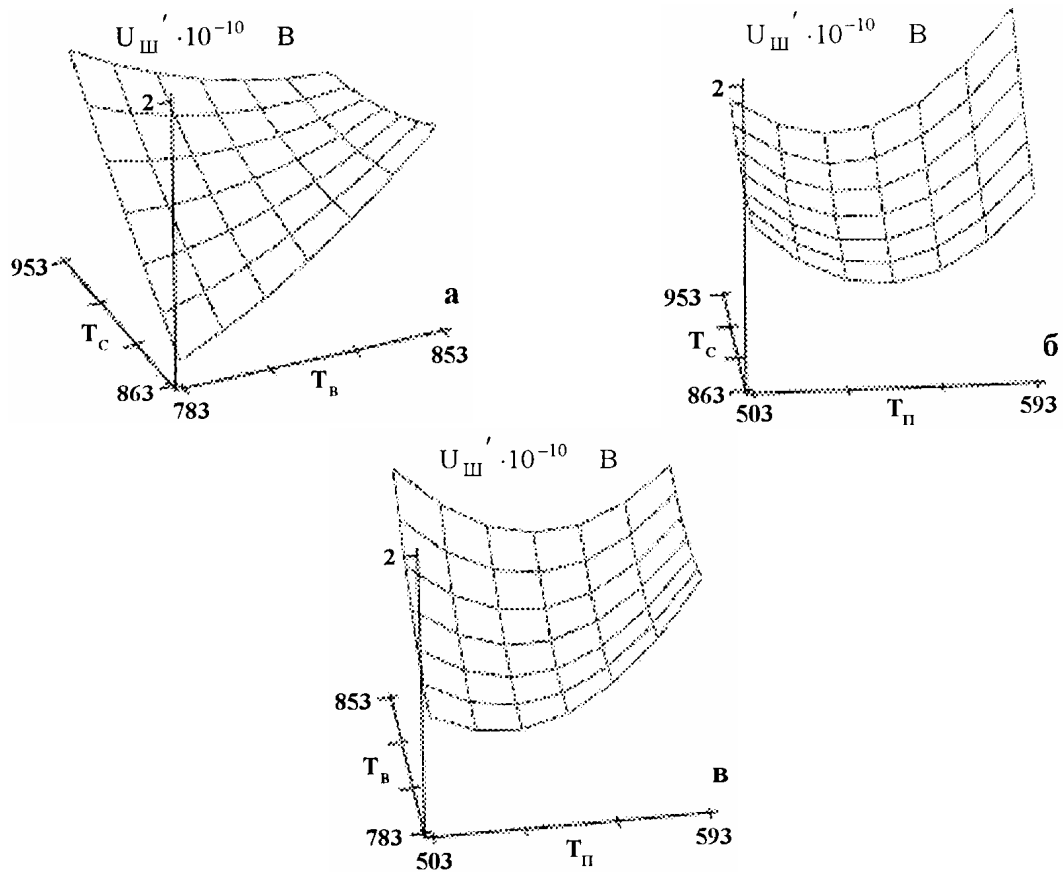 U_Ш′ ·10⁻¹⁰ В
2
953
T_С
863
783
T_В
853
а
U_Ш′ ·10⁻¹⁰ В
2
953
T_С
863
503
T_П
593
б
U_Ш′ ·10⁻¹⁰ В
2
853
T_В
783
503
T_П
593
в